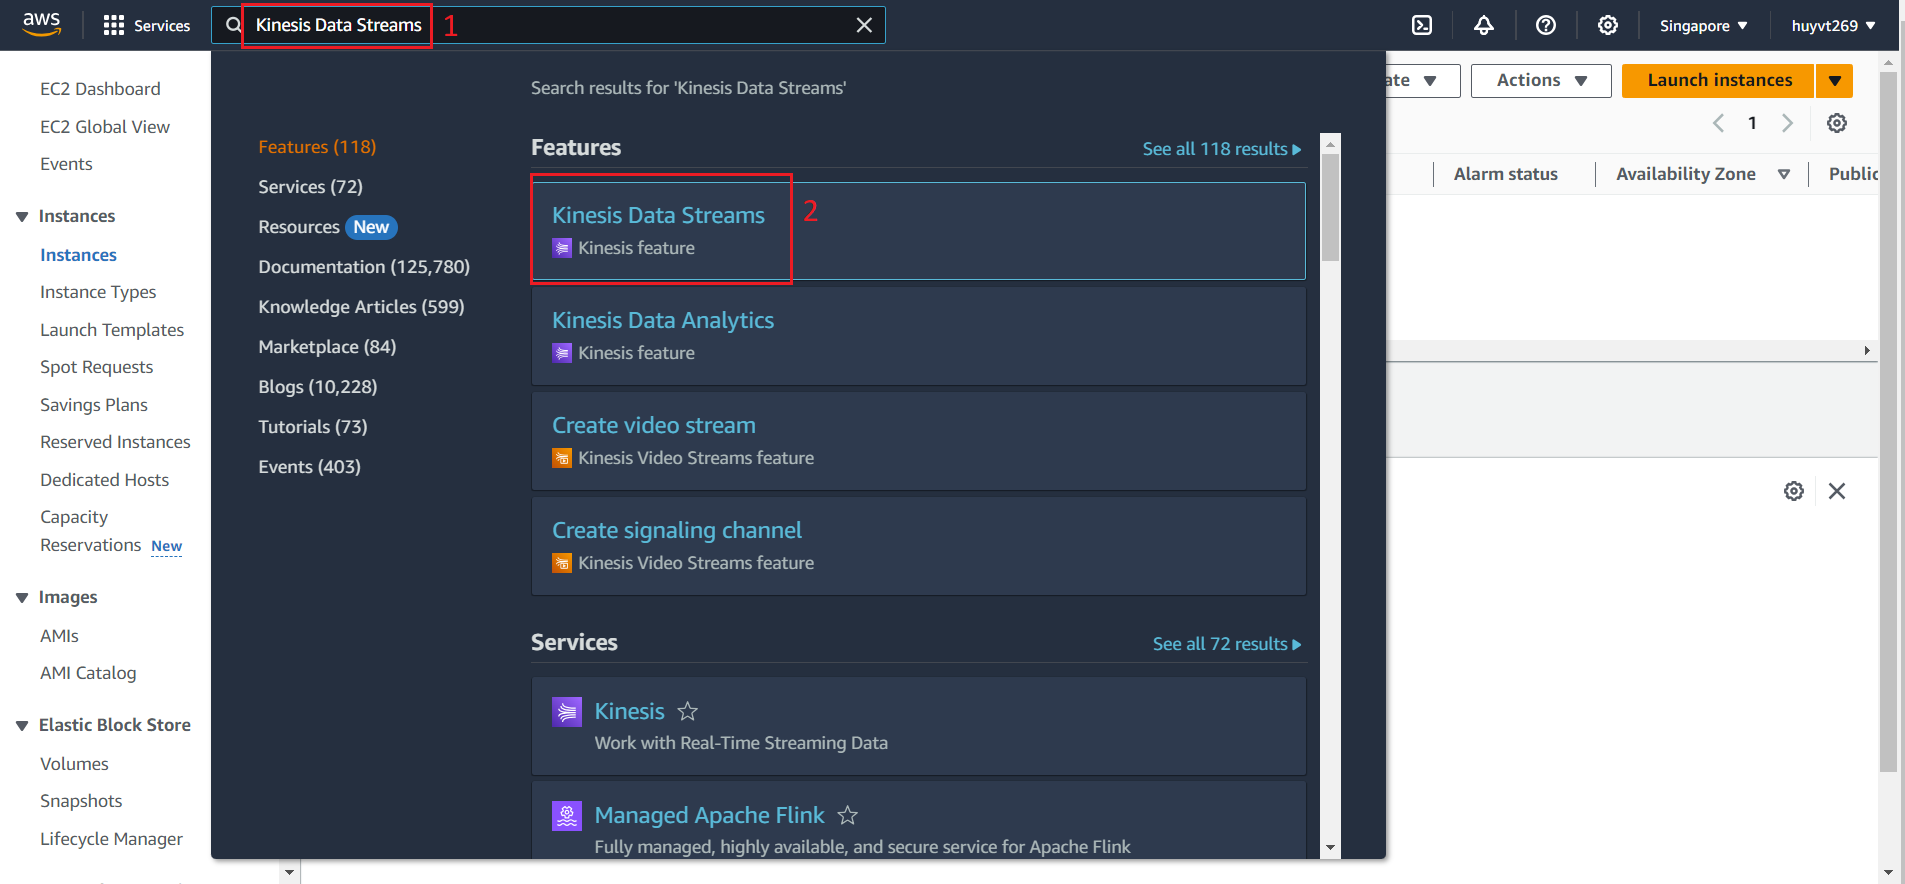 aws
Services
Kinesis Data Streams
1
Singapore
huyvt269
EC2 Dashboard
EC2 Global View
Events
Instances
Instances
Instance Types
Launch Templates
Spot Requests
Savings Plans
Reserved Instances
Dedicated Hosts
Capacity
Reservations New
Images
AMIs
AMI Catalog
Elastic Block Store
Volumes
Snapshots
Lifecycle Manager
Search results for 'Kinesis Data Streams'
Features (118)
Services (72)
Resources New
Documentation (125,780)
Knowledge Articles (599)
Marketplace (84)
Blogs (10,228)
Tutorials (73)
Events (403)
Features
See all 118 results
Kinesis Data Streams
2
Kinesis feature
Kinesis Data Analytics
Kinesis feature
Create video stream
Kinesis Video Streams feature
Create signaling channel
Kinesis Video Streams feature
Services
See all 72 results
Kinesis
Work with Real-Time Streaming Data
Managed Apache Flink
Fully managed, highly available, and secure service for Apache Flink
ate
Actions
Launch instances
1
Alarm status
Availability Zone
Public